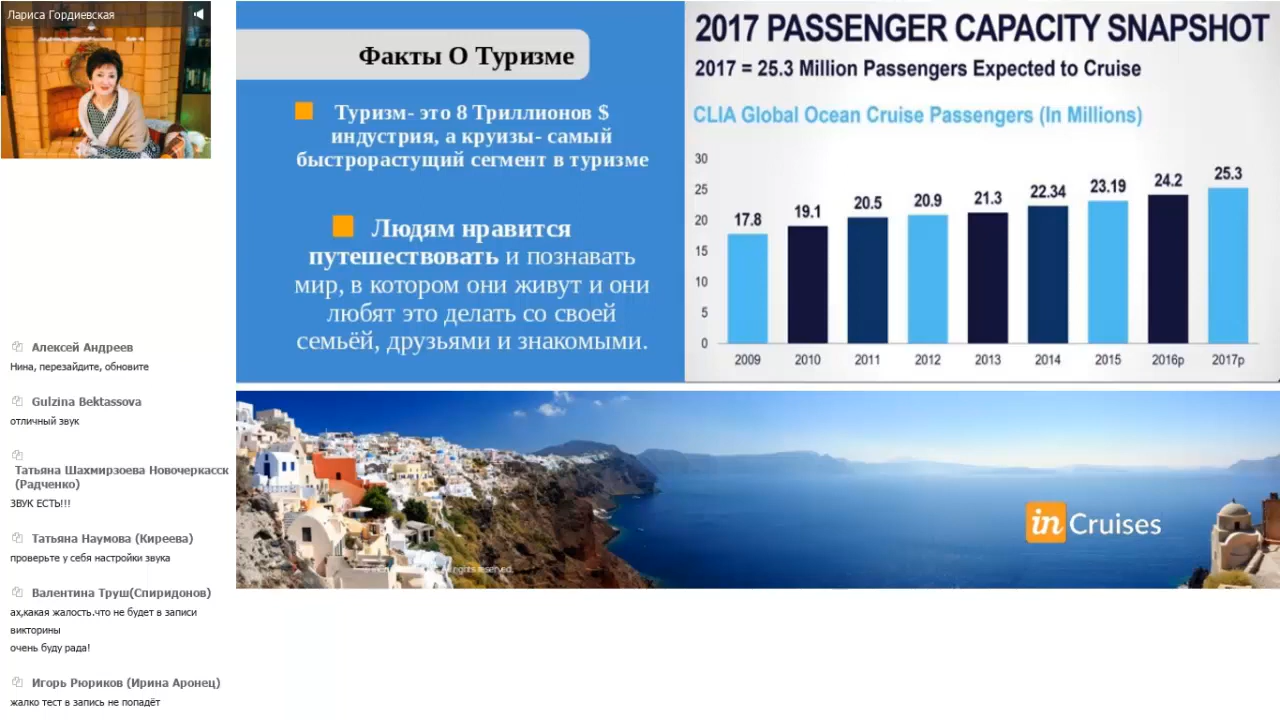 Лариса Гордиевская
Алексей Андреев
Нина, перезайдите, обновите
Gulzina Bektassova
отличный звук
Татьяна Шахмирзоева Новочеркасск
(Радченко)
ЗВУК ЕСТЬ!!!
Татьяна Наумова (Киреева)
проверьте у себя настройки звука
Валентина Труш(Спиридонов)
ах,какая жалость.что не будет в записи
викторины
очень буду рада!
Игорь Рюриков (Ирина Аронец)
жалко тест в запись не попадёт
Факты О Туризме
Туризм- это 8 Триллионов $
индустрия, а круизы- самый
быстрорастущий сегмент в туризме
Людям нравится
путешествовать и познавать
мир, в котором они живут и они
любят это делать со своей
семьёй, друзьями и знакомыми.
2017 PASSENGER CAPACITY SNAPSHOT
2017 = 25.3 Million Passengers Expected to Cruise
CLIA Global Ocean Cruise Passengers (In Millions)
30
25
20
15
10
5
0
17.8
19.1
20.5
20.9
21.3
22.34
23.19
24.2
25.3
2009 2010 2011 2012 2013 2014 2015 2016p 2017p
in Cruises
rights reserved